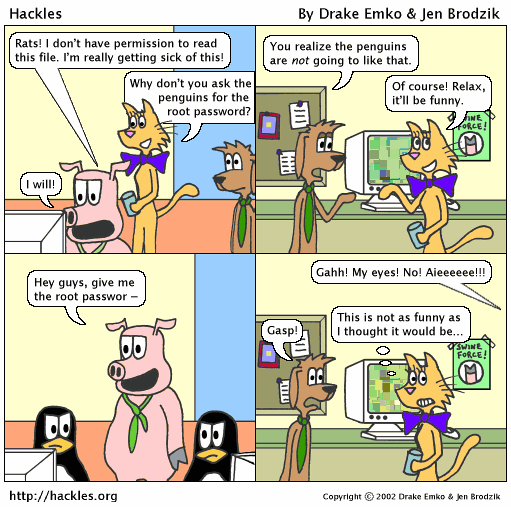 Hackles
By Drake Emko & Jen Brodzik
Rats! I don't have permission to read
this file. I'm really getting sick of this!
Why don't you ask the
penguins for the
root password?
I will!
You realize the penguins
are not going to like that.
Of course! Relax,
it'll be funny.
SWINE
FORCE!
Hey guys, give me
the root passwor –
Gahh! My eyes! No! Aieeeeee!!!
This is not as funny as
I thought it would be...
Gasp!
SWINE
FORCE!
http://hackles.org
Copyright © 2002 Drake Emko & Jen Brodzik